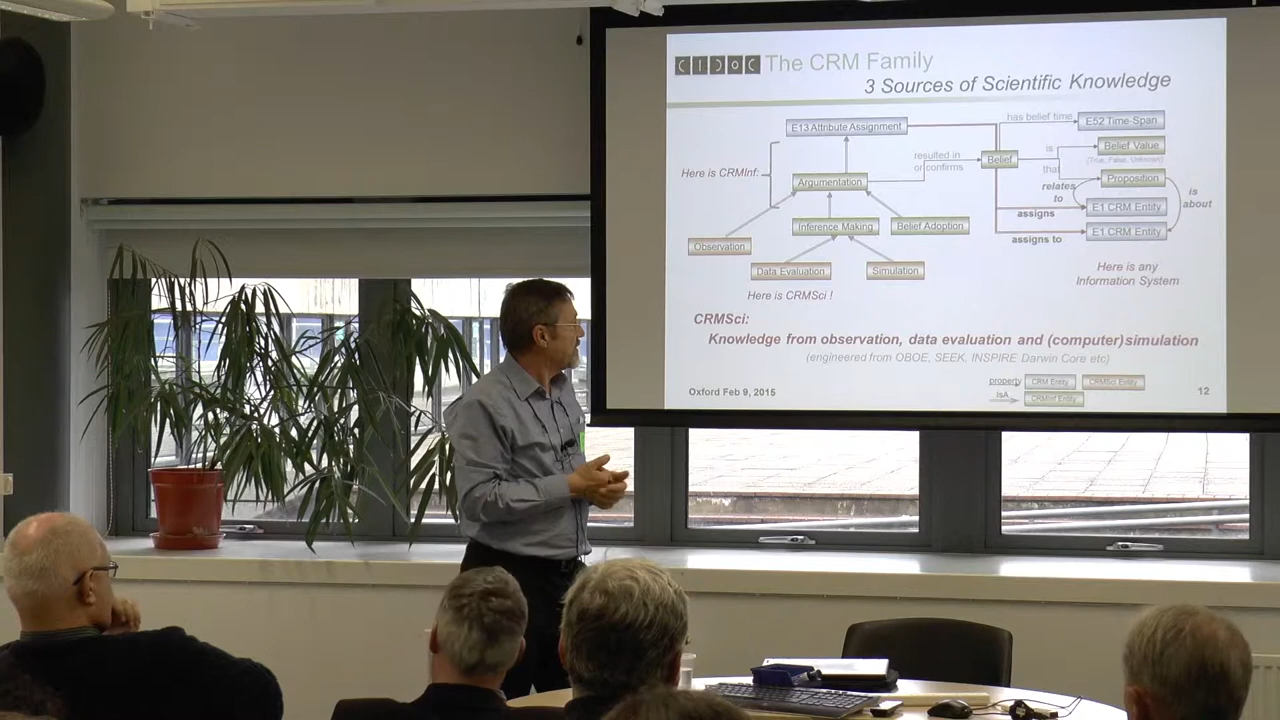 CIDOC The CRM Family
3 Sources of Scientific Knowledge
E13 Attribute Assignment
has belief time
E52 Time-Span
Here is CRMInf:
resulted in
or confirms
Belief
is
Belief Value
(True, False, Unknown)
that
Argumentation
Proposition
relates
to
is
about
E1 CRM Entity
assigns
Inference Making
Belief Adoption
E1 CRM Entity
assigns to
Observation
Data Evaluation
Simulation
Here is any
Information System
Here is CRMSci !
CRMSci:
Knowledge from observation, data evaluation and (computer)simulation
(engineered from OBOE, SEEK, INSPIRE Darwin Core etc)
property
CRM Entity
CRMSci Entity
isA
CRMInf Entity
Oxford Feb 9, 2015
12